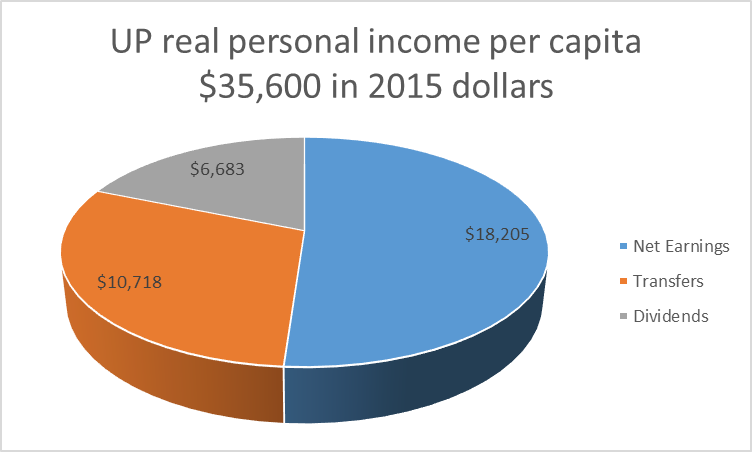 UP real personal income per capita
$35,600 in 2015 dollars
$6,683
$18,205
$10,718
Net Earnings
Transfers
Dividends